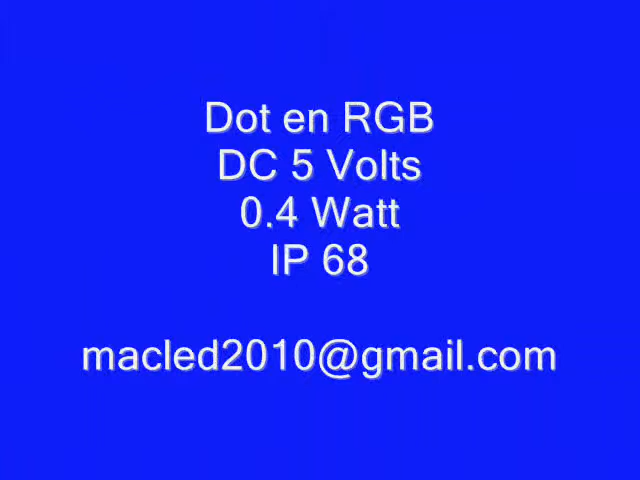 Dot en RGB
DC 5 Volts
0.4 Watt
IP 68
macled2010@gmail.com